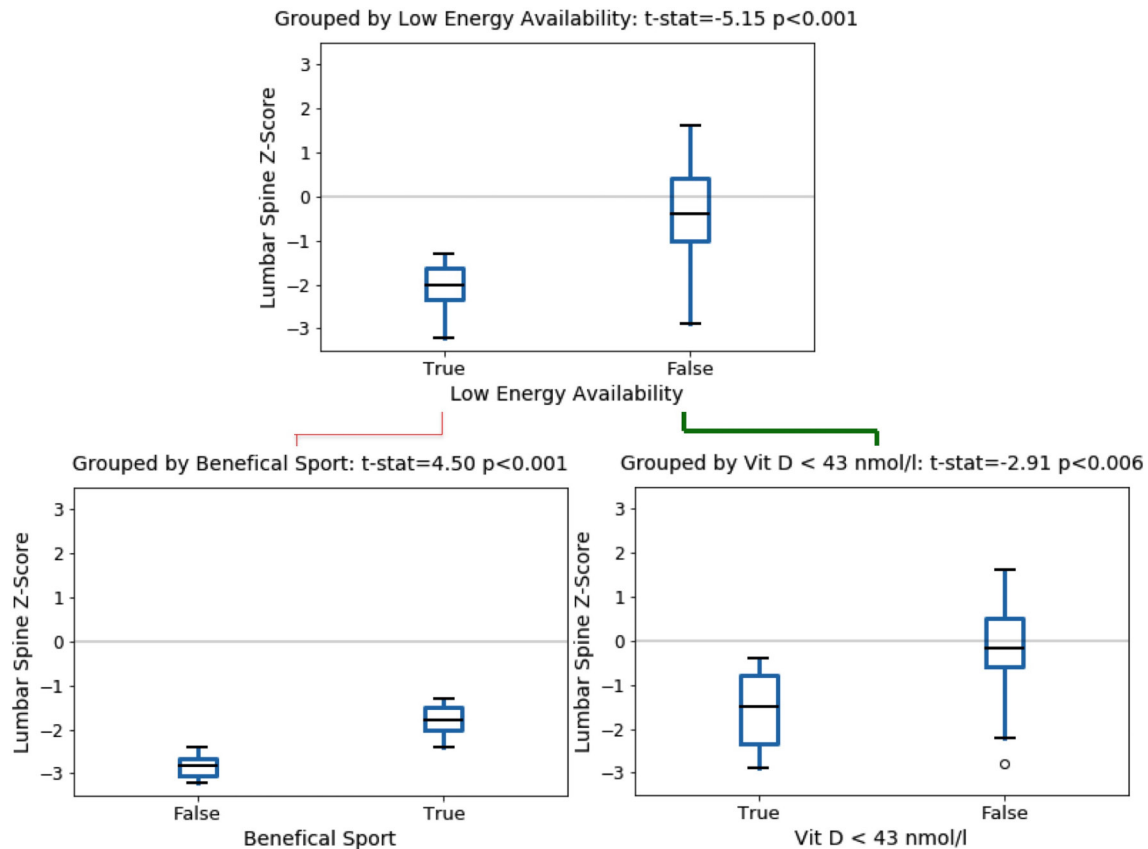 Grouped by Low Energy Availability: t-stat=-5.15 p<0.001
Lumbar Spine Z-Score
3
2
1
0
−1
−2
−3
True
False
Low Energy Availability
Grouped by Benefical Sport: t-stat=4.50 p<0.001
Lumbar Spine Z-Score
3
2
1
0
−1
−2
−3
False
True
Benefical Sport
Grouped by Vit D < 43 nmol/l: t-stat=-2.91 p<0.006
Lumbar Spine Z-Score
3
2
1
0
−1
−2
−3
True
False
Vit D < 43 nmol/l